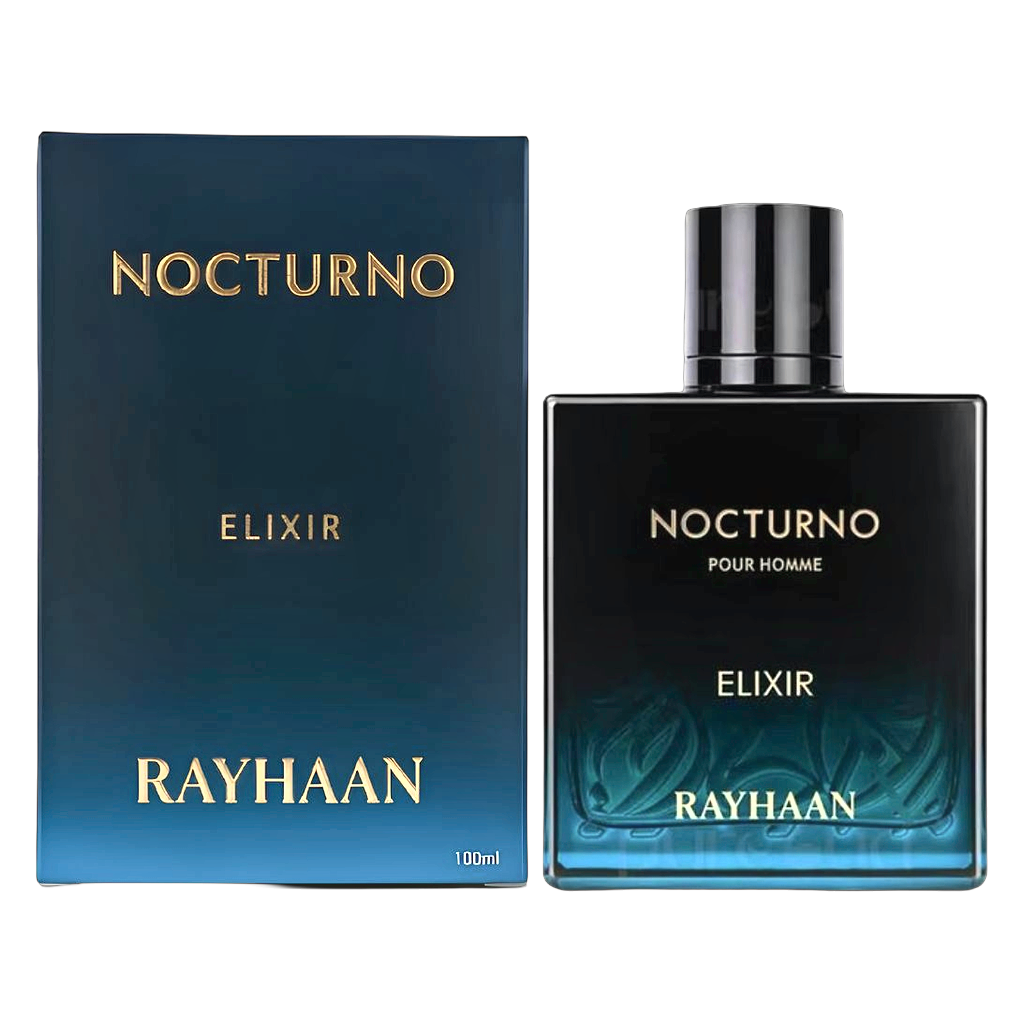 NOCTURNO
ELIXIR
RAYHAAN
100ml
NOCTURNO
POUR HOMME
ELIXIR
RAYHAAN